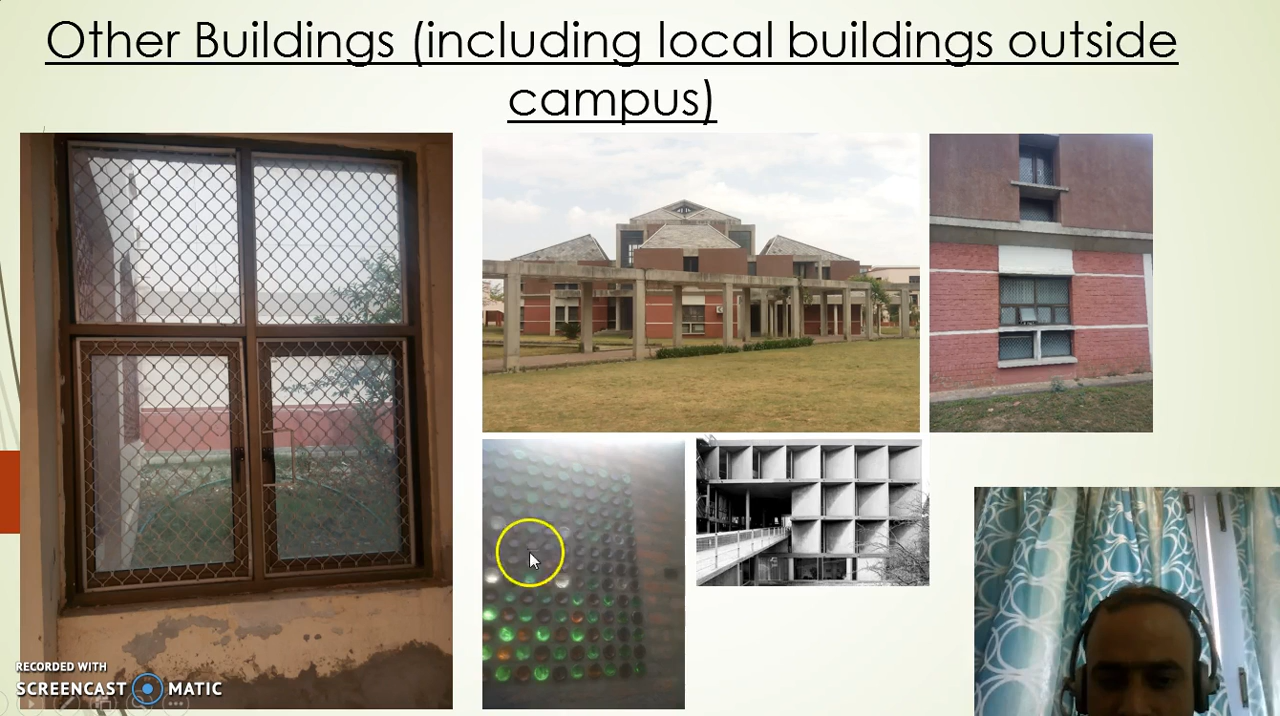 Other Buildings (including local buildings outside
campus)
RECORDED WITH
SCREENCAST MATIC